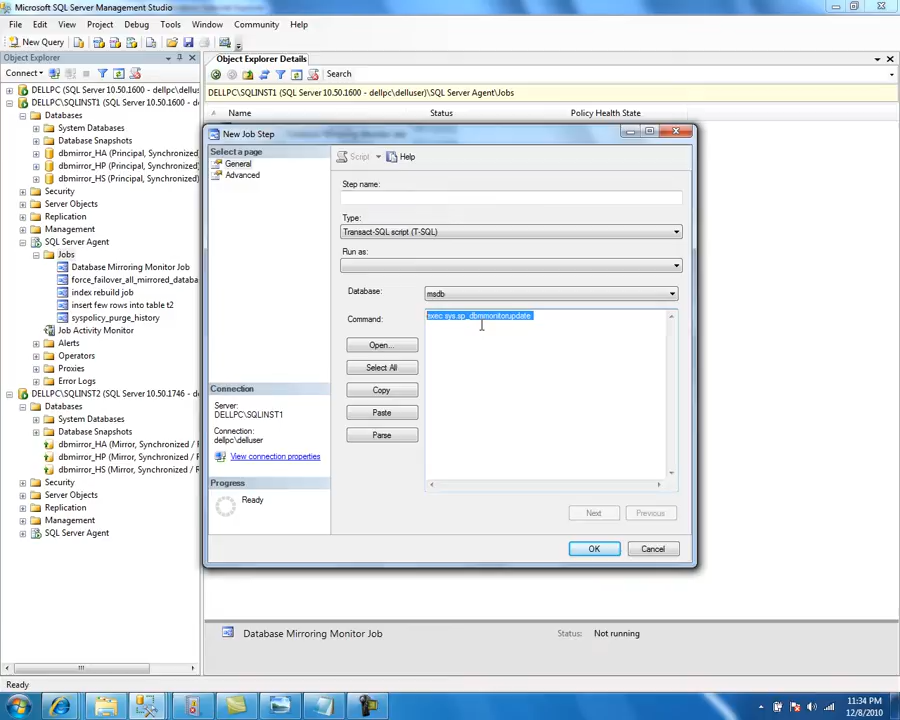 Microsoft SQL Server Management Studio
File Edit View Project Debug Tools Window Community Help
New Query
Object Explorer
Connect
DELLPC (SQL Server 10.50.1600 - dellpc\
DELLPC\SQLINST1 (SQL Server 10.50.1600 - de
Databases
System Databases
Database Snapshots
dbmirror_HA (Principal, Synchronized)
dbmirror_HP (Principal, Synchronized)
dbmirror_HS (Principal, Synchronized)
Security
Server Objects
Replication
Management
SQL Server Agent
Jobs
Database Mirroring Monitor Job
force_failover_all_mirrored_databa
index rebuild job
insert few rows into table t2
syspolicy_purge_history
Job Activity Monitor
Alerts
Operators
Proxies
Error Logs
DELLPC\SQLINST2 (SQL Server 10.50.1746 - de
Databases
System Databases
Database Snapshots
dbmirror_HA (Mirror, Synchronized / R
dbmirror_HP (Mirror, Synchronized / R
dbmirror_HS (Mirror, Synchronized / R
Security
Server Objects
Replication
Management
SQL Server Agent
Object Explorer Details
Search
DELLPC\SQLINST1 (SQL Server 10.50.1600 - dellpc\delluser)\SQL Server Agent\Jobs
Name Status Policy Health State
New Job Step
Select a page
General
Advanced
Script Help
Step name:
Type:
Transact-SQL script (T-SQL)
Run as:
Database: msdb
Command: exec sys.sp_dbmmonitorupdate
Open...
Select All
Copy
Paste
Parse
Connection
Server:
DELLPC\SQLINST1
Connection:
dellpc\delluser
View connection properties
Progress
Ready
Next Previous
OK Cancel
Database Mirroring Monitor Job Status: Not running
Ready
11:34 PM
12/8/2010